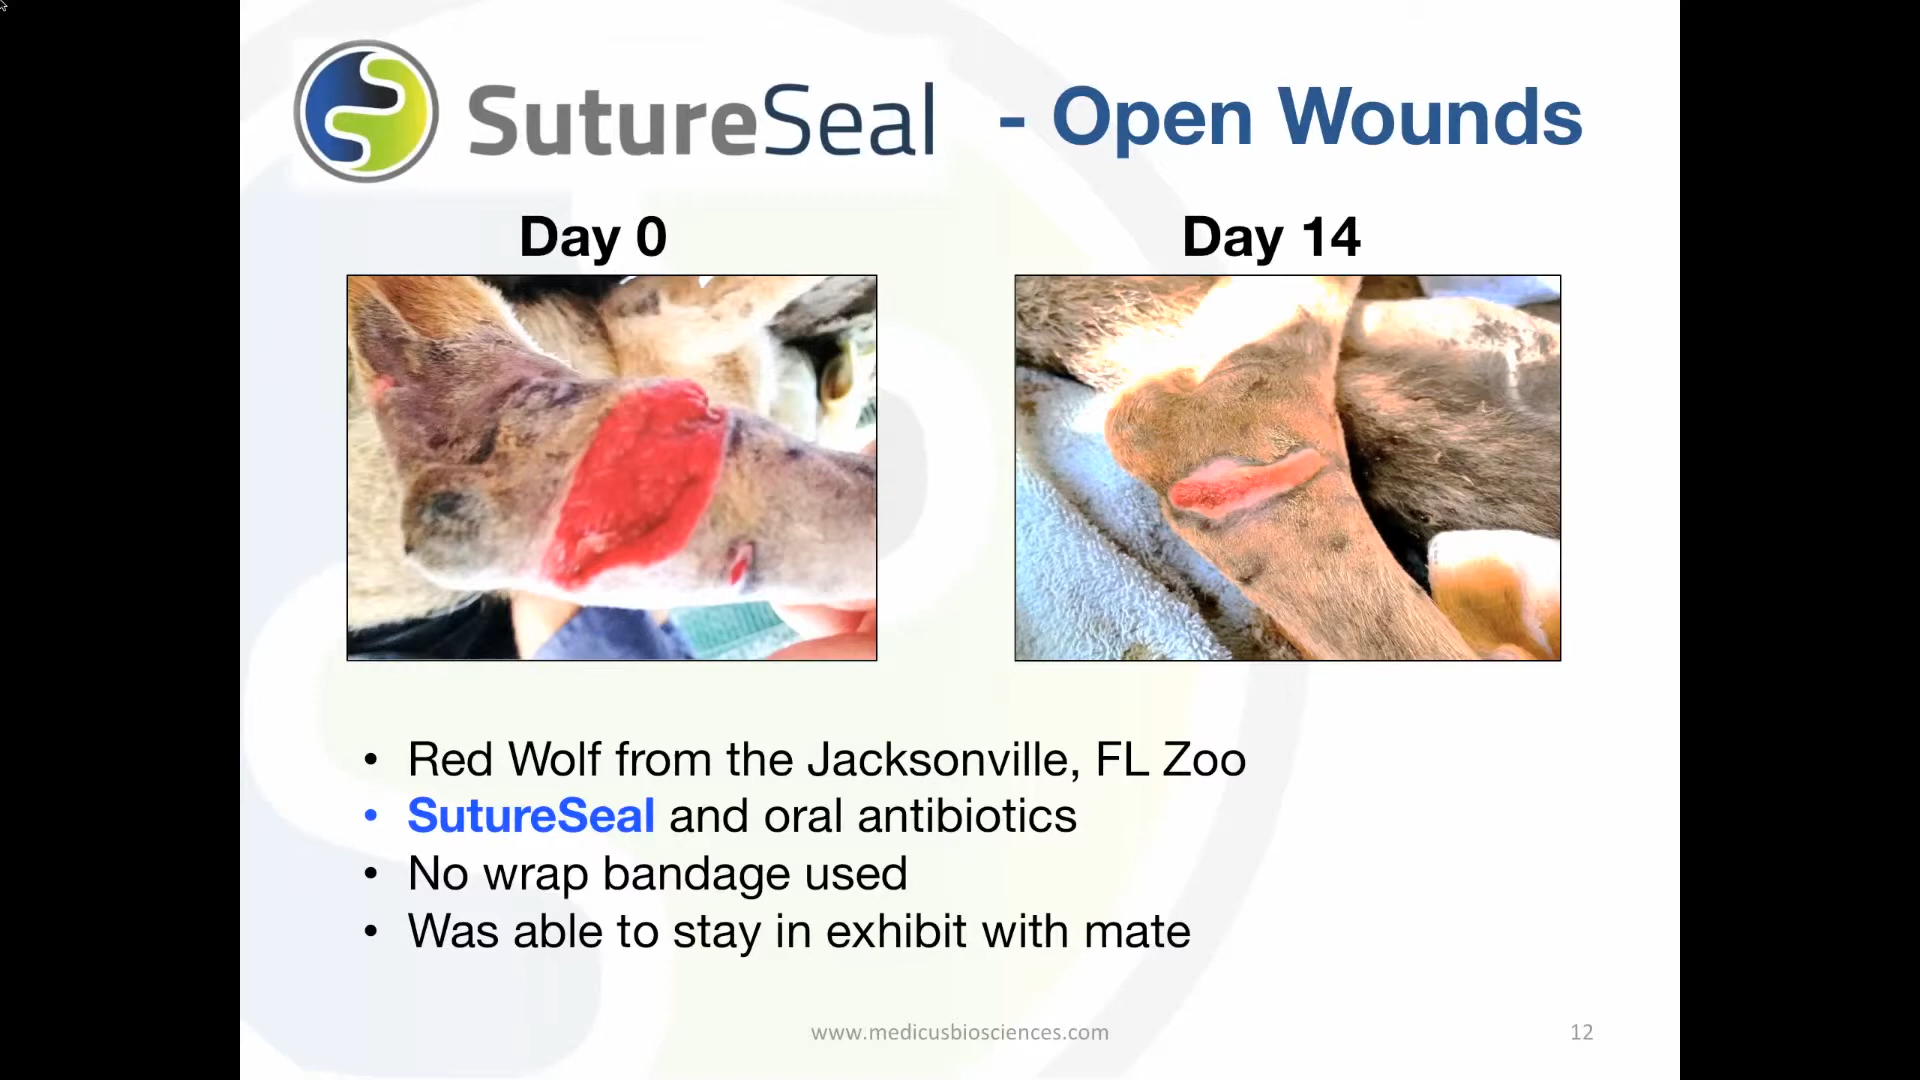 SutureSeal - Open Wounds
Day 0
Day 14
• Red Wolf from the Jacksonville, FL Zoo
• SutureSeal and oral antibiotics
• No wrap bandage used
• Was able to stay in exhibit with mate
www.medicusbiosciences.com
12